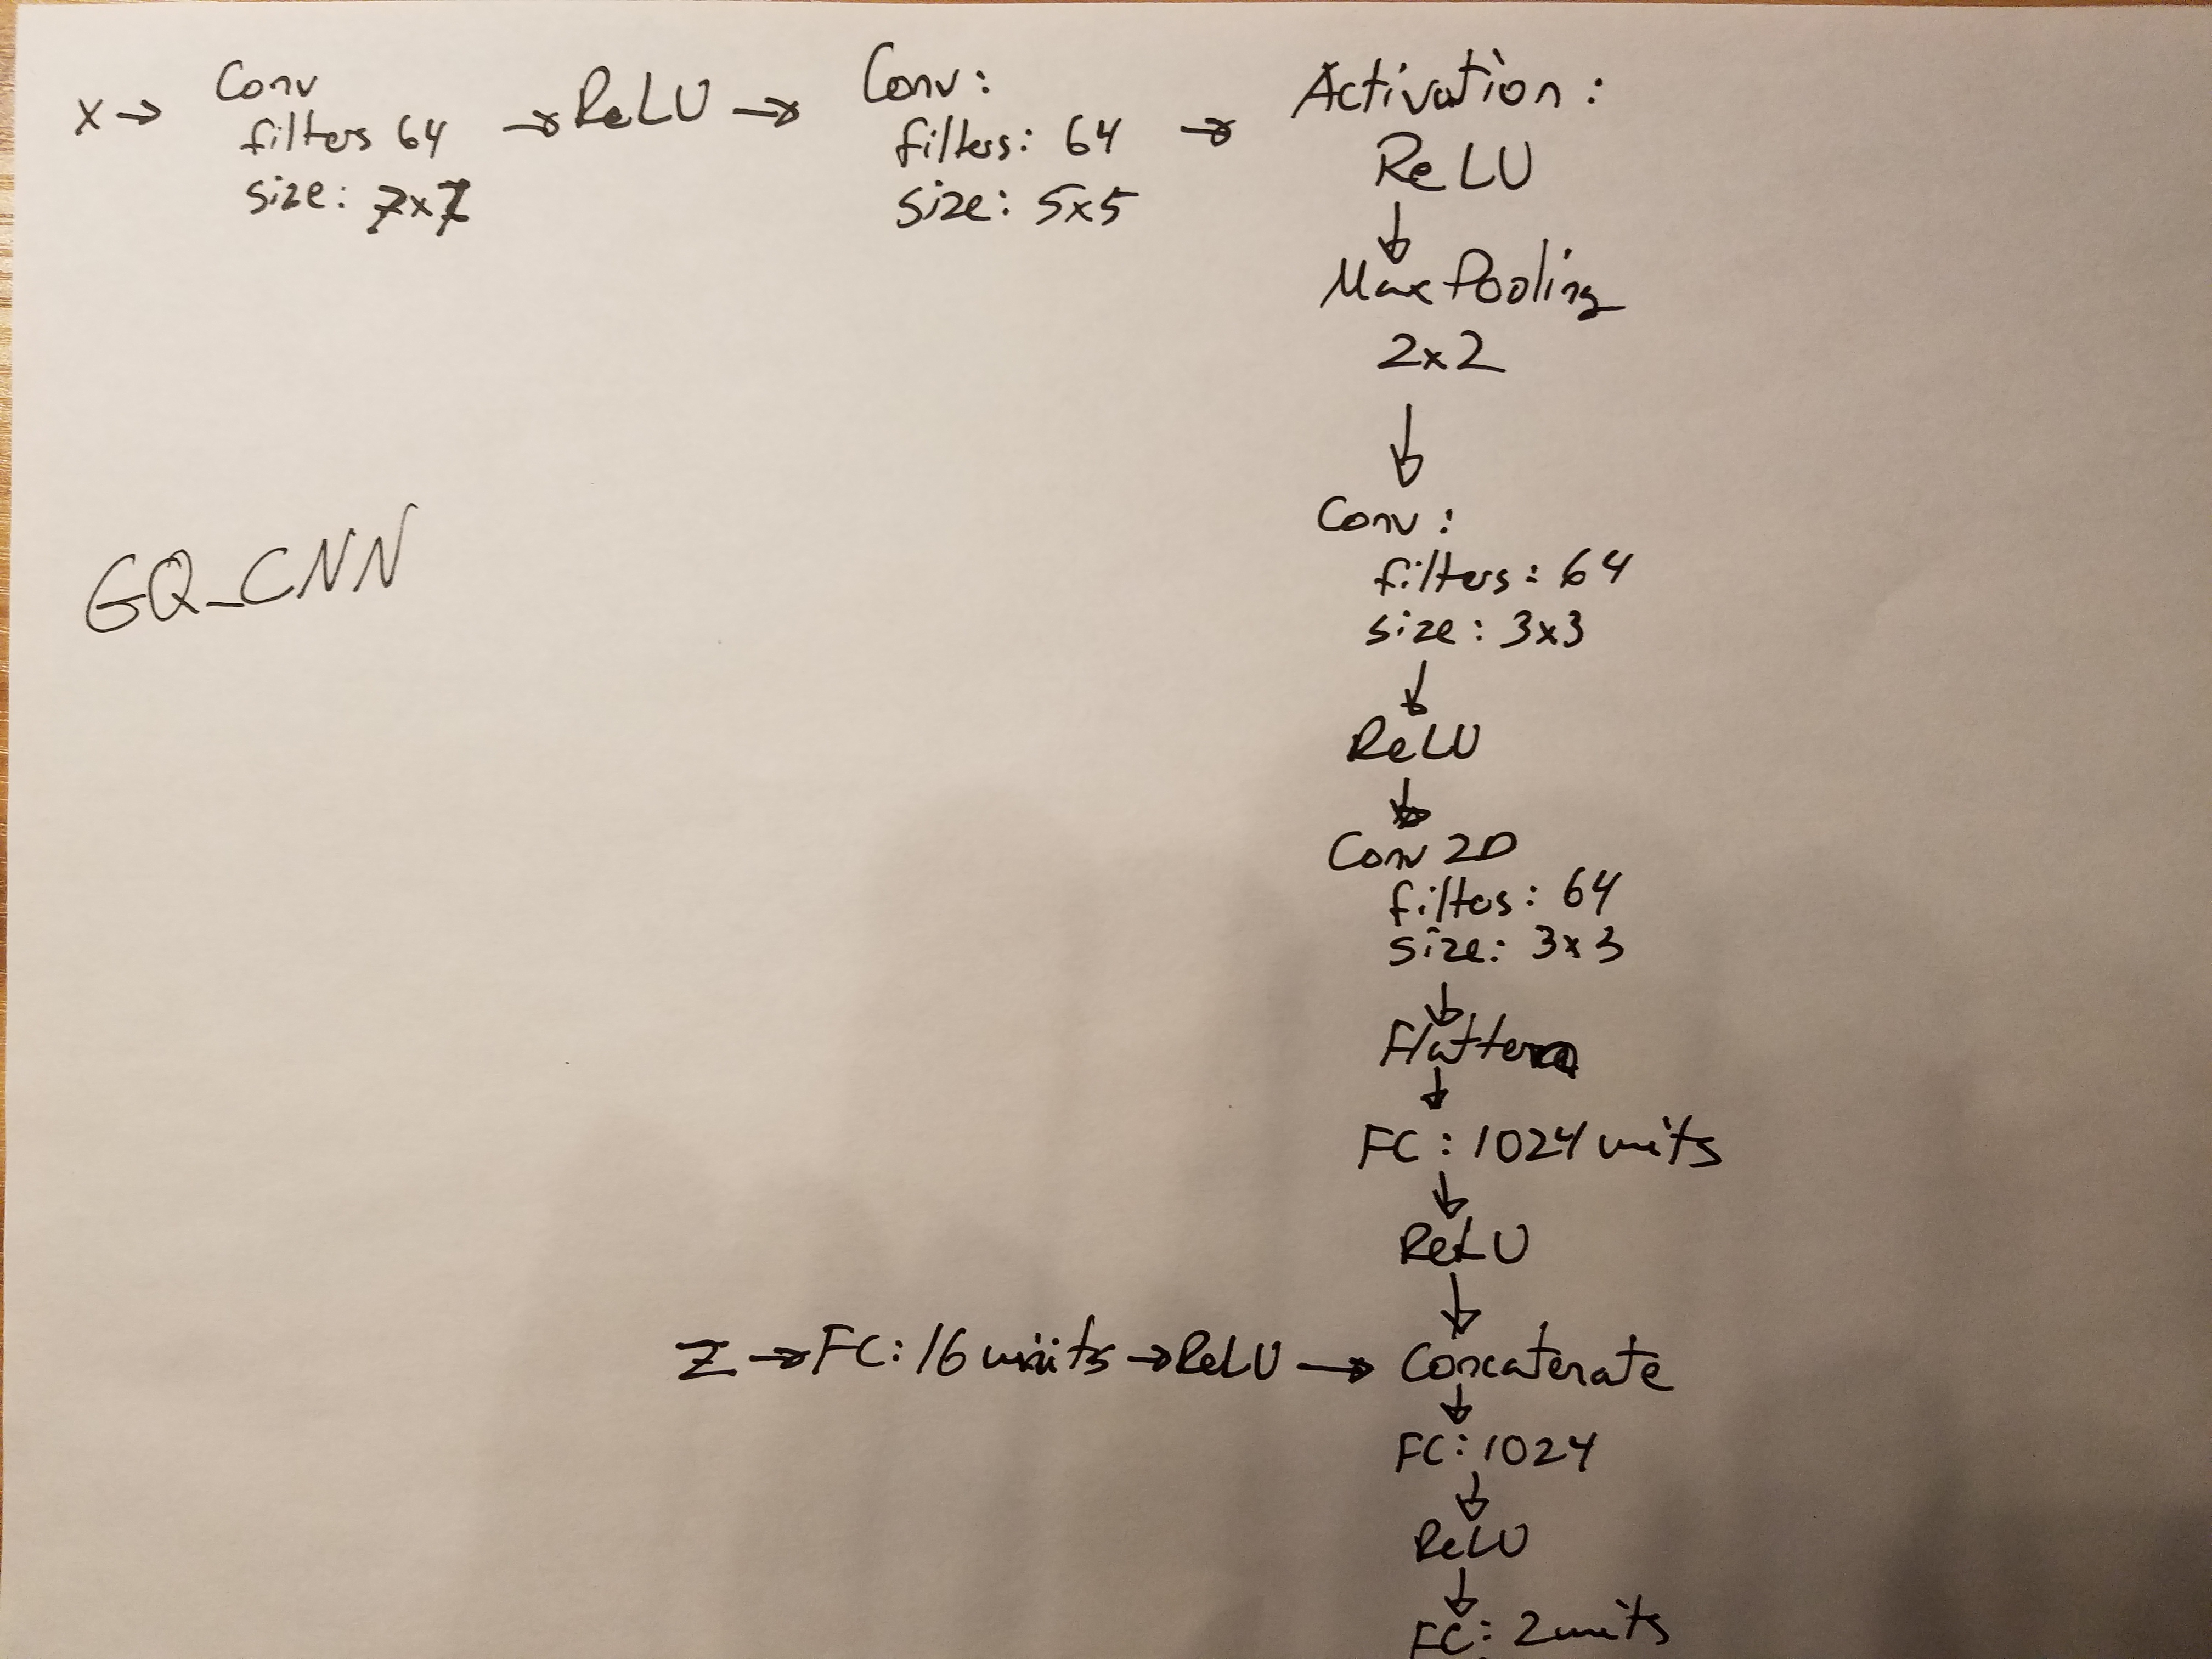 X → Conv
filters 64
size: 7x7
→ ReLU →
Conv:
filters: 64
size: 5x5
→
Activation:
ReLU
↓
Max Pooling
2x2
↓
Conv:
filters: 64
size: 3x3
↓
ReLU
↓
Conv 2D
filtes: 64
size: 3x3
↓
Flatten
↓
FC: 1024 units
↓
ReLU
↓
Z → FC: 16 units → ReLU → Concatenate
↓
FC: 1024
↓
ReLU
↓
FC: 2 units
GQ_CNN